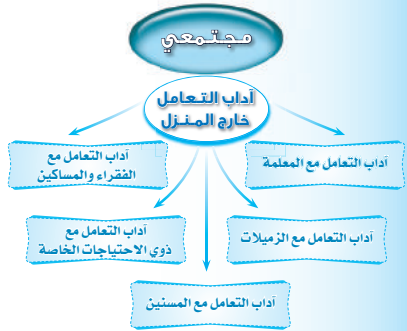 مجتمعي
آداب التعامل
خارج المنزل
آداب التعامل مع المعلمة
آداب التعامل مع
الفقراء والمساكين
آداب التعامل مع الزميلات
آداب التعامل مع
ذوي الاحتياجات الخاصة
آداب التعامل مع المسنين